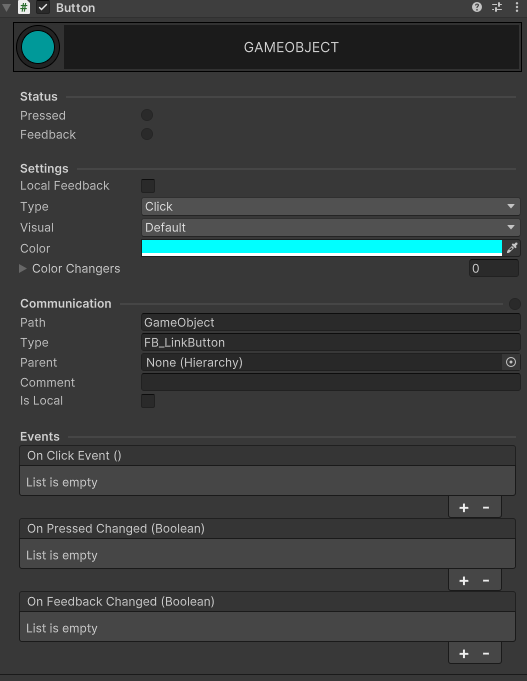 Button
GAMEOBJECT
Status
Pressed
Feedback
Settings
Local Feedback
Type Click
Visual Default
Color
Color Changers 0
Communication
Path GameObject
Type FB_LinkButton
Parent None (Hierarchy)
Comment
Is Local
Events
On Click Event ()
List is empty
+ -
On Pressed Changed (Boolean)
List is empty
+ -
On Feedback Changed (Boolean)
List is empty
+ -